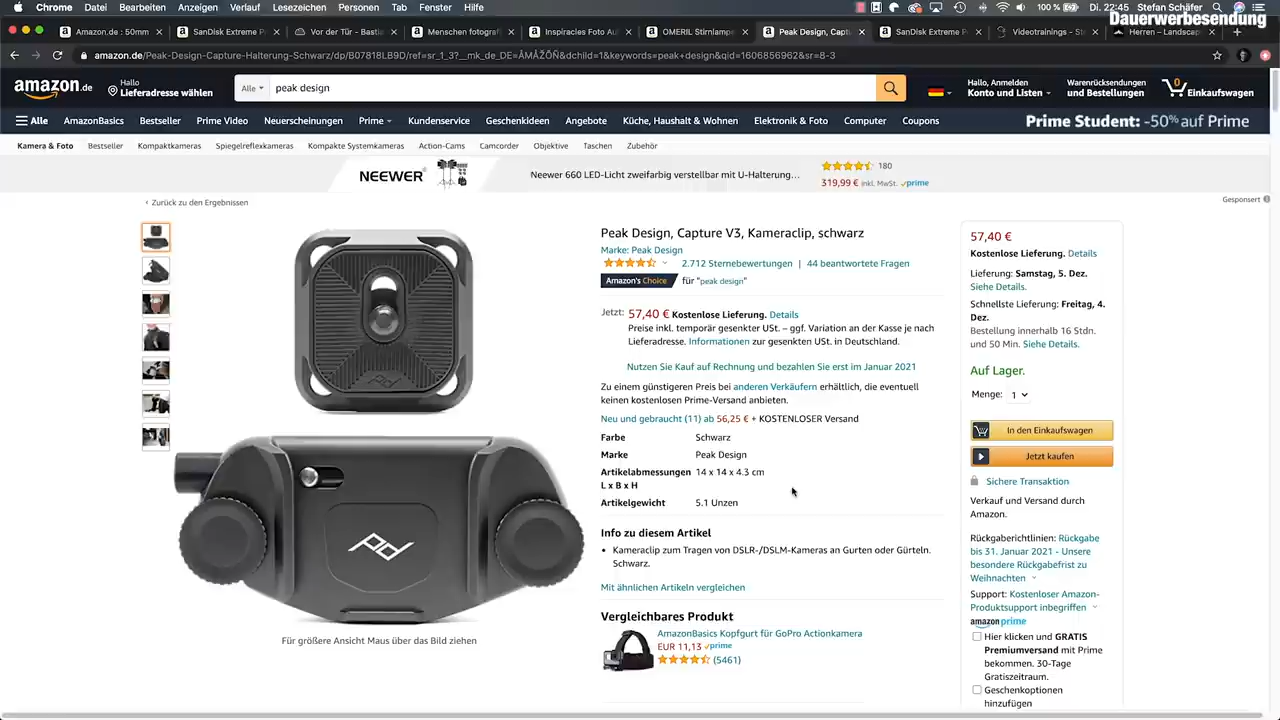 Chrome Datei Bearbeiten Anzeigen Verlauf Lesezeichen Personen Tab Fenster Hilfe
Di. 22:45 Stefan Schäfer
Dauerwerbesendung
Amazon.de : 50mm
SanDisk Extreme P
Vor der Tür - Bastia
Menschen fotografi
Inspiracles Foto Au
OMERIL Stirnlampe
Peak Design, Captu
SanDisk Extreme P
Videotrainings - St
Herren – Landscap
amazon.de/Peak-Design-Capture-Halterung-Schwarz/dp/B07818LB9D/ref=sr_1_3?__mk_de_DE=ÅMÅŽÕÑ&dchild=1&keywords=peak+design&qid=1606856962&sr=8-3
amazon.de
Hallo
Lieferadresse wählen
Alle
peak design
Hallo, Anmelden
Konto und Listen
Warenrücksendungen
und Bestellungen
0
Einkaufswagen
Alle AmazonBasics Bestseller Prime Video Neuerscheinungen Prime Kundenservice Geschenkideen Angebote Küche, Haushalt & Wohnen Elektronik & Foto Computer Coupons
Prime Student: -50% auf Prime
Kamera & Foto Bestseller Kompaktkameras Spiegelreflexkameras Kompakte Systemkameras Action-Cams Camcorder Objektive Taschen Zubehör
NEEWER
Neewer 660 LED-Licht zweifarbig verstellbar mit U-Halterung...
180
319,99 € inkl. MwSt. prime
‹ Zurück zu den Ergebnissen
Gesponsert
Peak Design, Capture V3, Kameraclip, schwarz
Marke: Peak Design
2.712 Sternebewertungen | 44 beantwortete Fragen
Amazon's Choice für "peak design"
Jetzt: 57,40 € Kostenlose Lieferung. Details
Preise inkl. temporär gesenkter USt. – ggf. Variation an der Kasse je nach
Lieferadresse. Informationen zur gesenkten USt. in Deutschland.
Nutzen Sie Kauf auf Rechnung und bezahlen Sie erst im Januar 2021
Zu einem günstigeren Preis bei anderen Verkäufern erhältlich, die eventuell
keinen kostenlosen Prime-Versand anbieten.
Neu und gebraucht (11) ab 56,25 € + KOSTENLOSER Versand
Farbe Schwarz
Marke Peak Design
Artikelabmessungen 14 x 14 x 4.3 cm
L x B x H
Artikelgewicht 5.1 Unzen
Info zu diesem Artikel
• Kameraclip zum Tragen von DSLR-/DSLM-Kameras an Gurten oder Gürteln.
Schwarz.
Mit ähnlichen Artikeln vergleichen
Vergleichbares Produkt
AmazonBasics Kopfgurt für GoPro Actionkamera
EUR 11,13 prime
(5461)
Für größere Ansicht Maus über das Bild ziehen
57,40 €
Kostenlose Lieferung. Details
Lieferung: Samstag, 5. Dez.
Siehe Details.
Schnellste Lieferung: Freitag, 4.
Dez.
Bestellung innerhalb 16 Stdn.
und 50 Min. Siehe Details.
Auf Lager.
Menge: 1
In den Einkaufswagen
Jetzt kaufen
Sichere Transaktion
Verkauf und Versand durch
Amazon.
Rückgaberichtlinien: Rückgabe
bis 31. Januar 2021 - Unsere
besondere Rückgabefrist zu
Weihnachten
Support: Kostenloser Amazon-
Produktsupport inbegriffen
amazonprime
Hier klicken und GRATIS
Premiumversand mit Prime
bekommen. 30-Tage
Gratiszeitraum.
Geschenkoptionen
hinzufügen